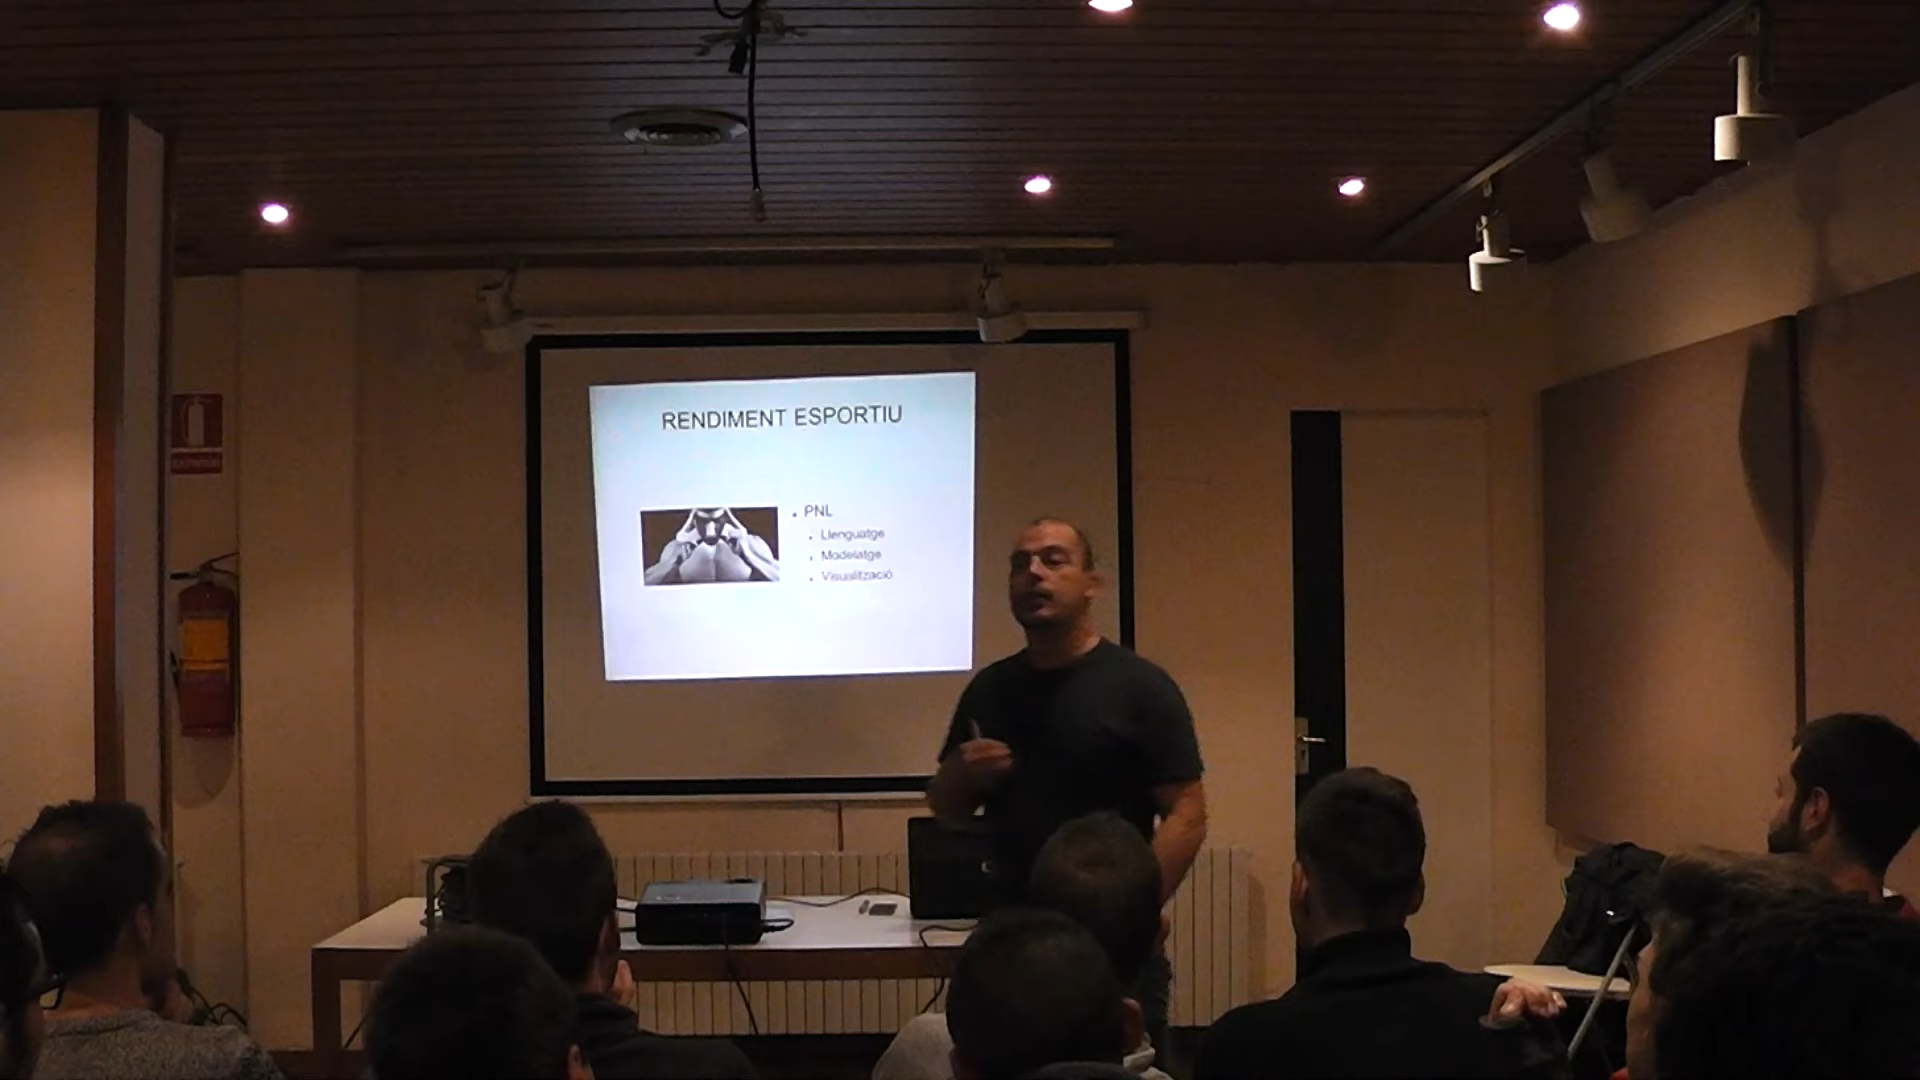 RENDIMENT ESPORTIU
• PNL
• Llenguatge
• Modelatge
• Visualització